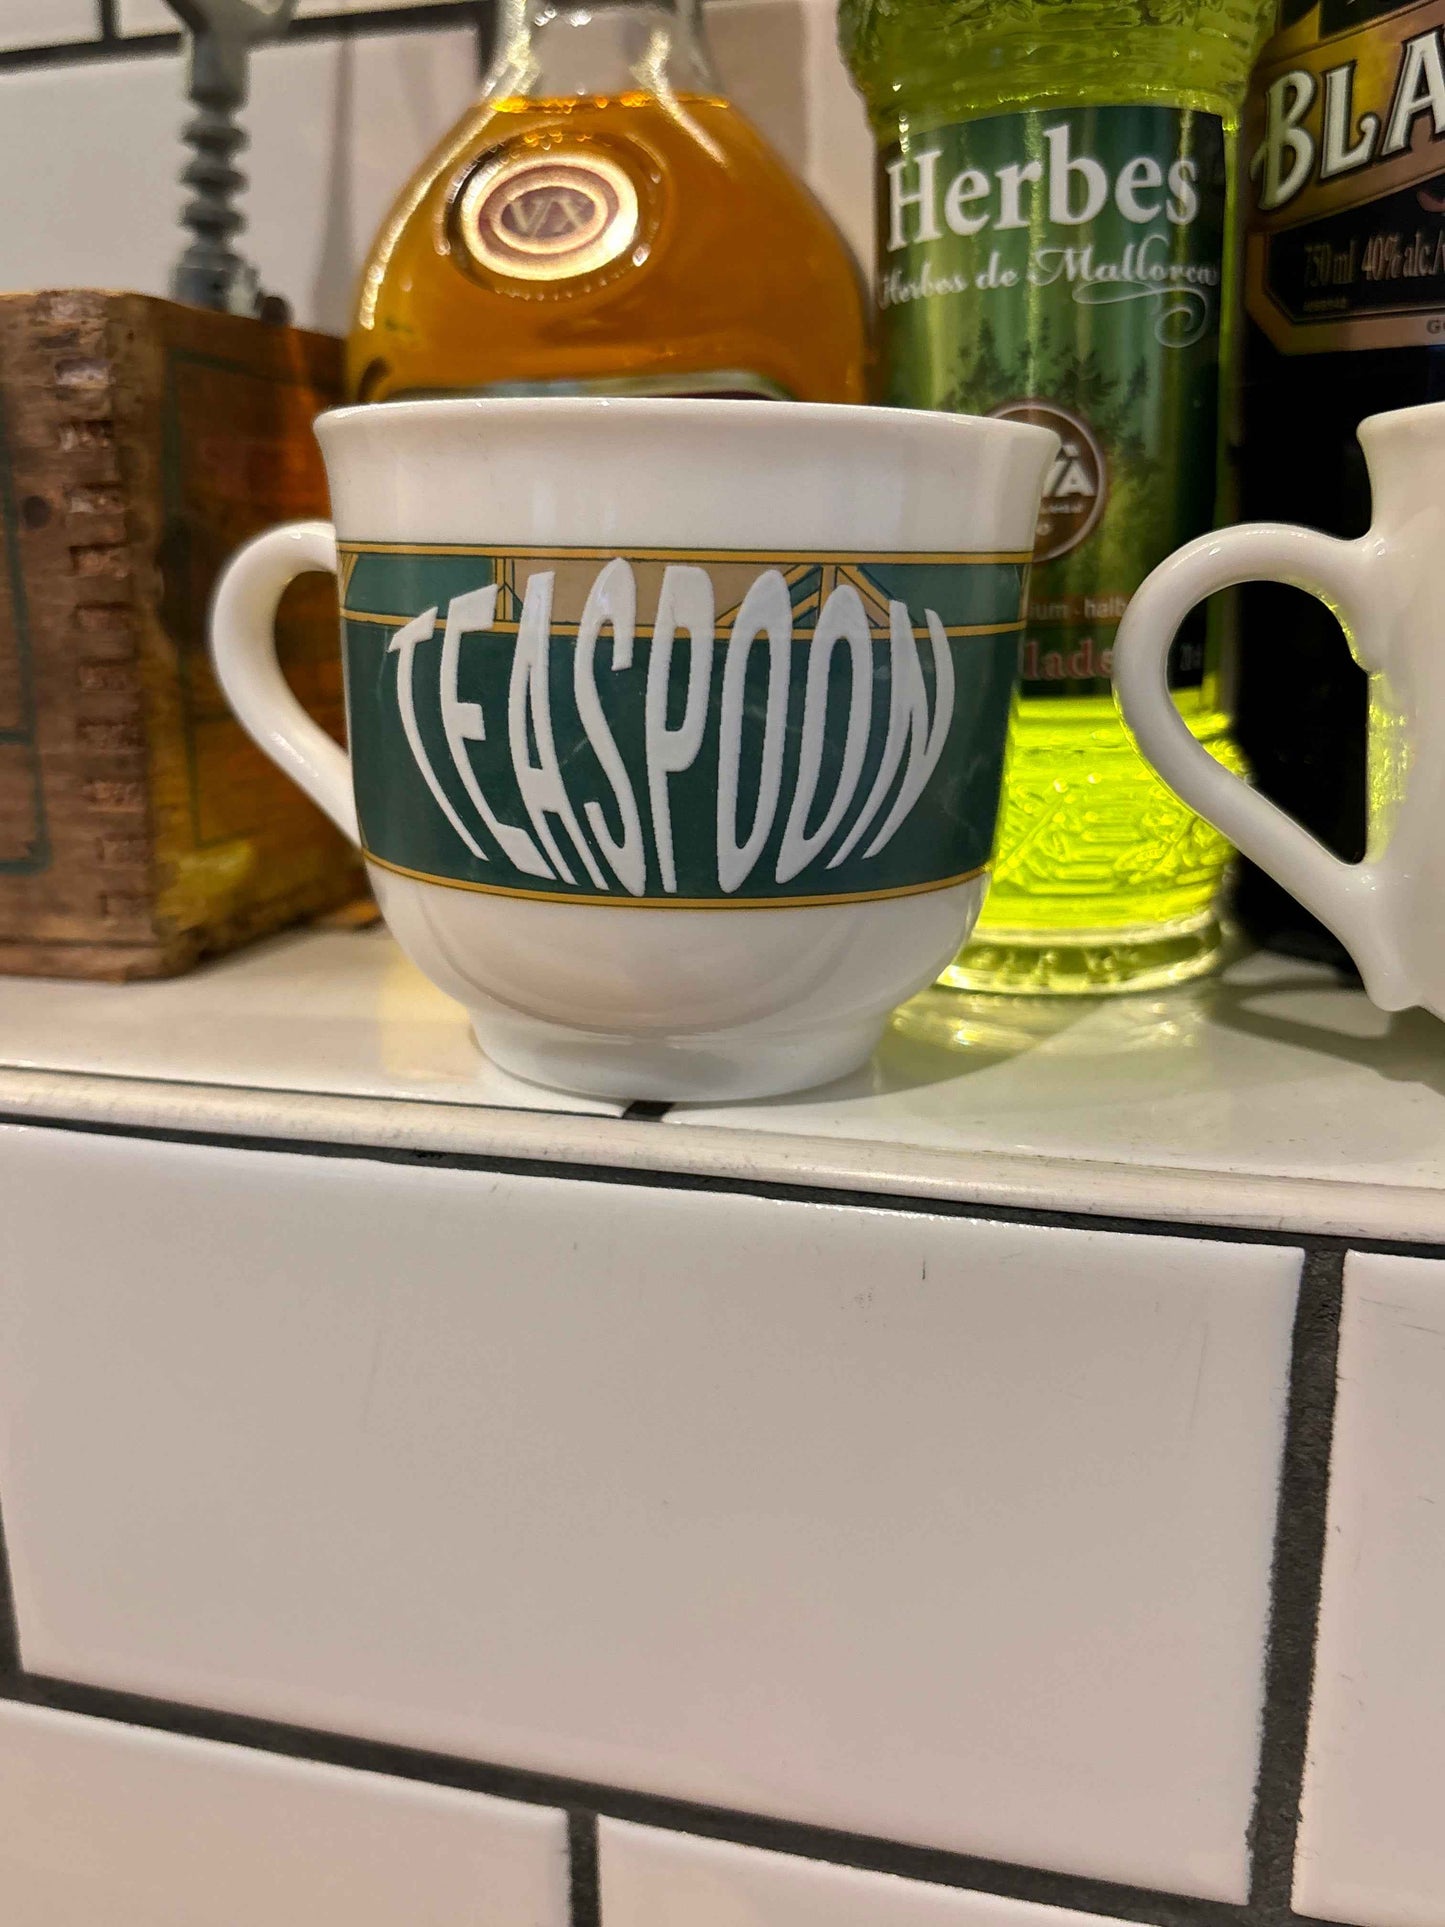 VX
Herbes
Herbes de Mallorca
BLA
750 ml 40% alc./
TEASPOON